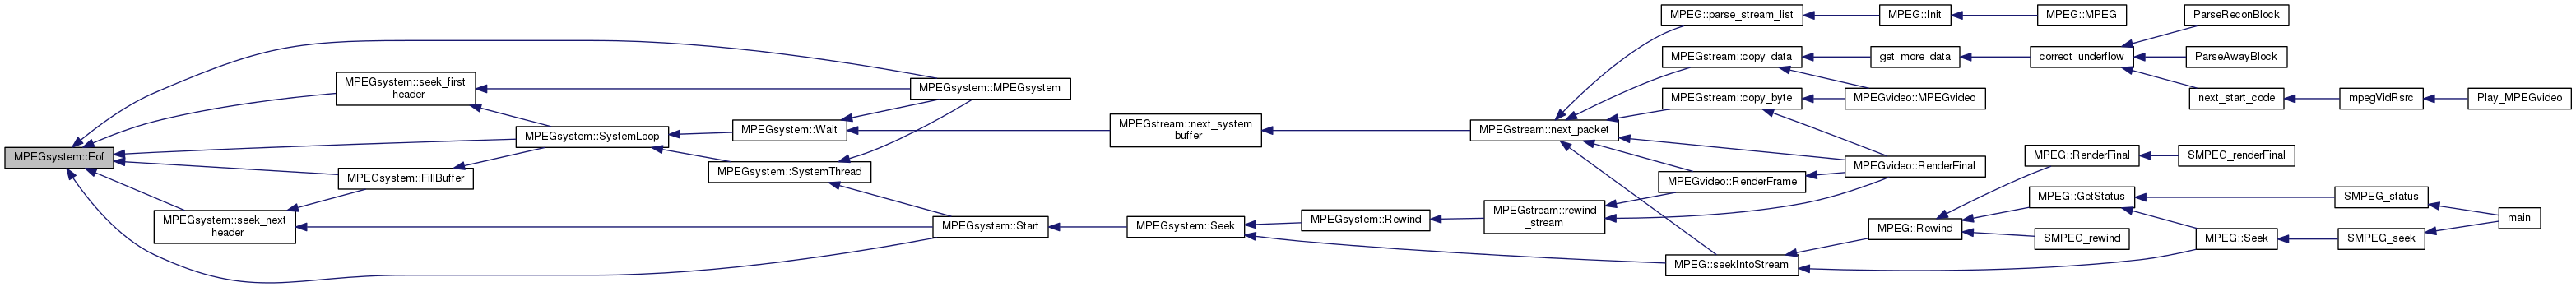 MPEGsystem::Eof
MPEGsystem::seek_first
_header
MPEGsystem::FillBuffer
MPEGsystem::seek_next
_header
MPEGsystem::SystemLoop
MPEGsystem::Wait
MPEGsystem::SystemThread
MPEGsystem::MPEGsystem
MPEGsystem::Start
MPEGstream::next_system
_buffer
MPEGsystem::Seek
MPEGsystem::Rewind
MPEGstream::next_packet
MPEGstream::rewind
_stream
MPEG::parse_stream_list
MPEGstream::copy_data
MPEGstream::copy_byte
MPEGvideo::RenderFrame
MPEG::seekIntoStream
MPEG::Init
get_more_data
MPEGvideo::MPEGvideo
MPEGvideo::RenderFinal
MPEG::Rewind
MPEG::MPEG
correct_underflow
MPEG::RenderFinal
MPEG::GetStatus
SMPEG_rewind
ParseReconBlock
ParseAwayBlock
next_start_code
SMPEG_renderFinal
MPEG::Seek
mpegVidRsrc
SMPEG_status
SMPEG_seek
Play_MPEGvideo
main